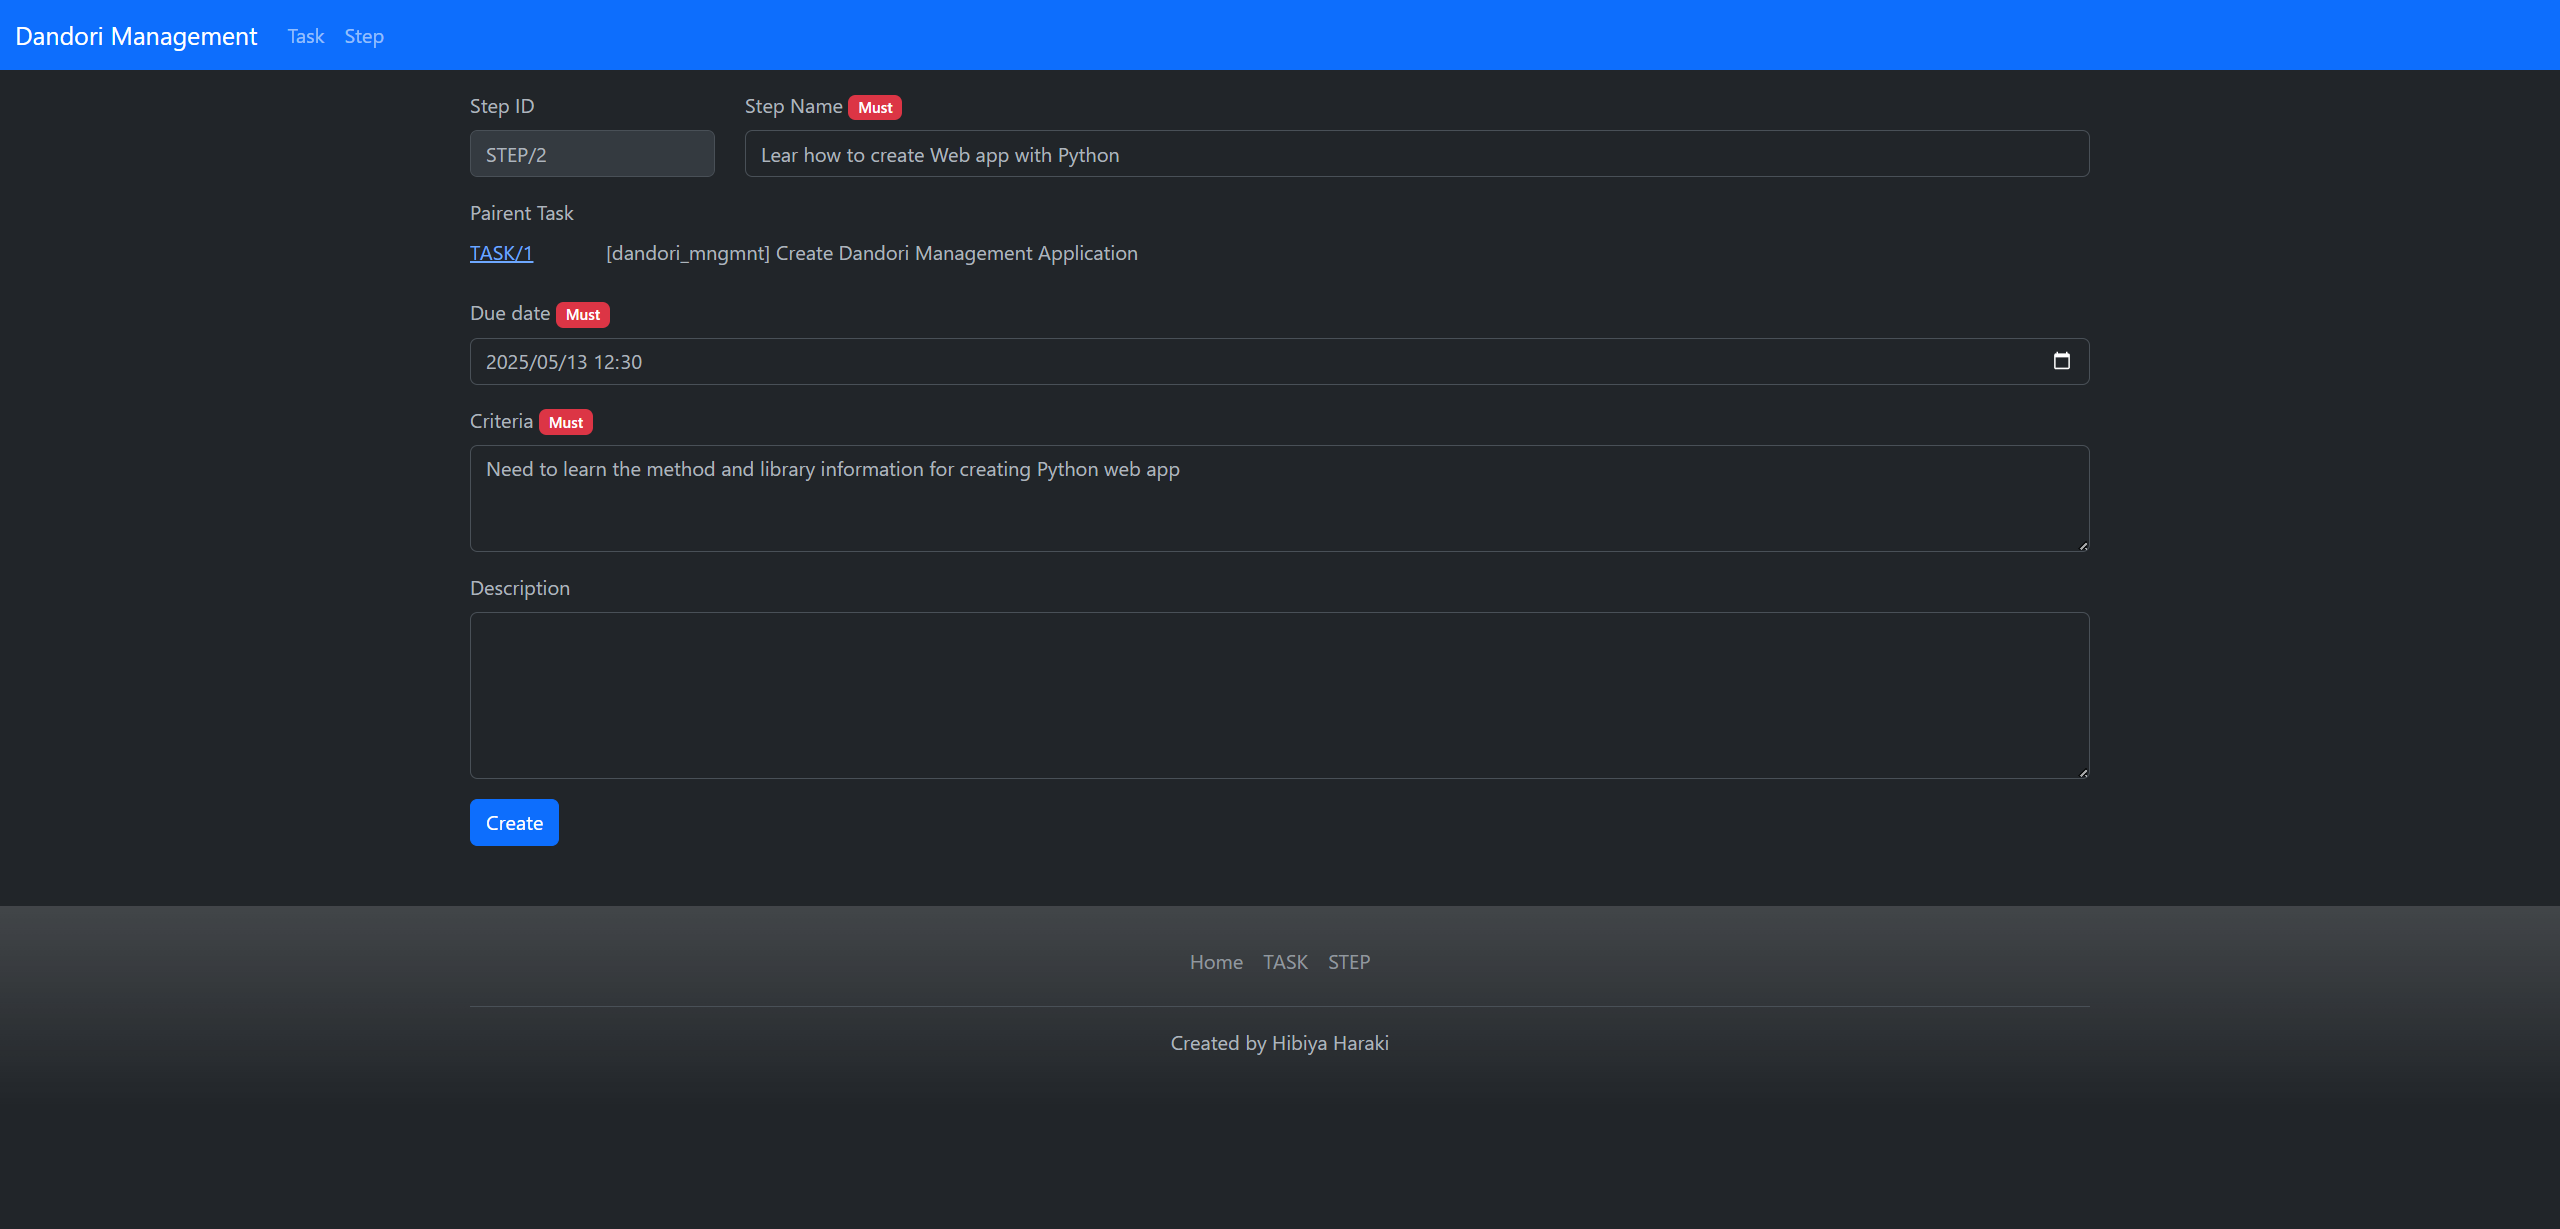 Dandori Management Task Step
Step ID
STEP/2
Step Name Must
Lear how to create Web app with Python
Pairent Task
TASK/1 [dandori_mngmnt] Create Dandori Management Application
Due date Must
2025/05/13 12:30
Criteria Must
Need to learn the method and library information for creating Python web app
Description
Create
Home TASK STEP
Created by Hibiya Haraki